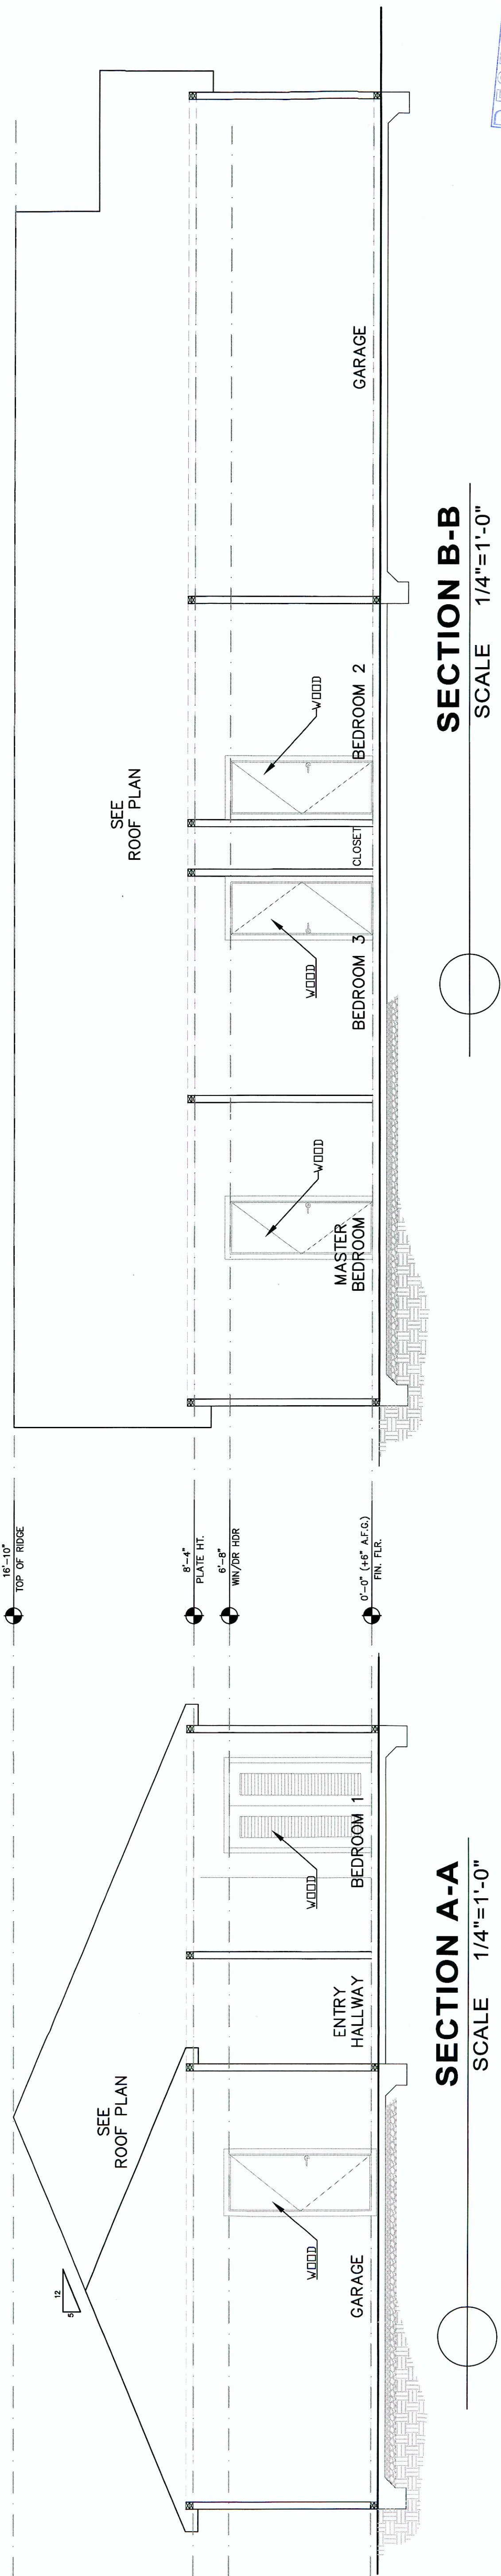 SEE
ROOF PLAN
12
5
WOOD
WOOD
GARAGE
ENTRY
HALLWAY
BEDROOM 1
SECTION A-A
SCALE 1/4"=1'-0"
16'-10"
TOP OF RIDGE
8'-4"
PLATE HT.
6'-8"
WIN/DR HDR
0'-0" (+6" A.F.G.)
FIN. FLR.
SEE
ROOF PLAN
WOOD
WOOD
WOOD
MASTER
BEDROOM
BEDROOM 3
CLOSET
BEDROOM 2
GARAGE
SECTION B-B
SCALE 1/4"=1'-0"